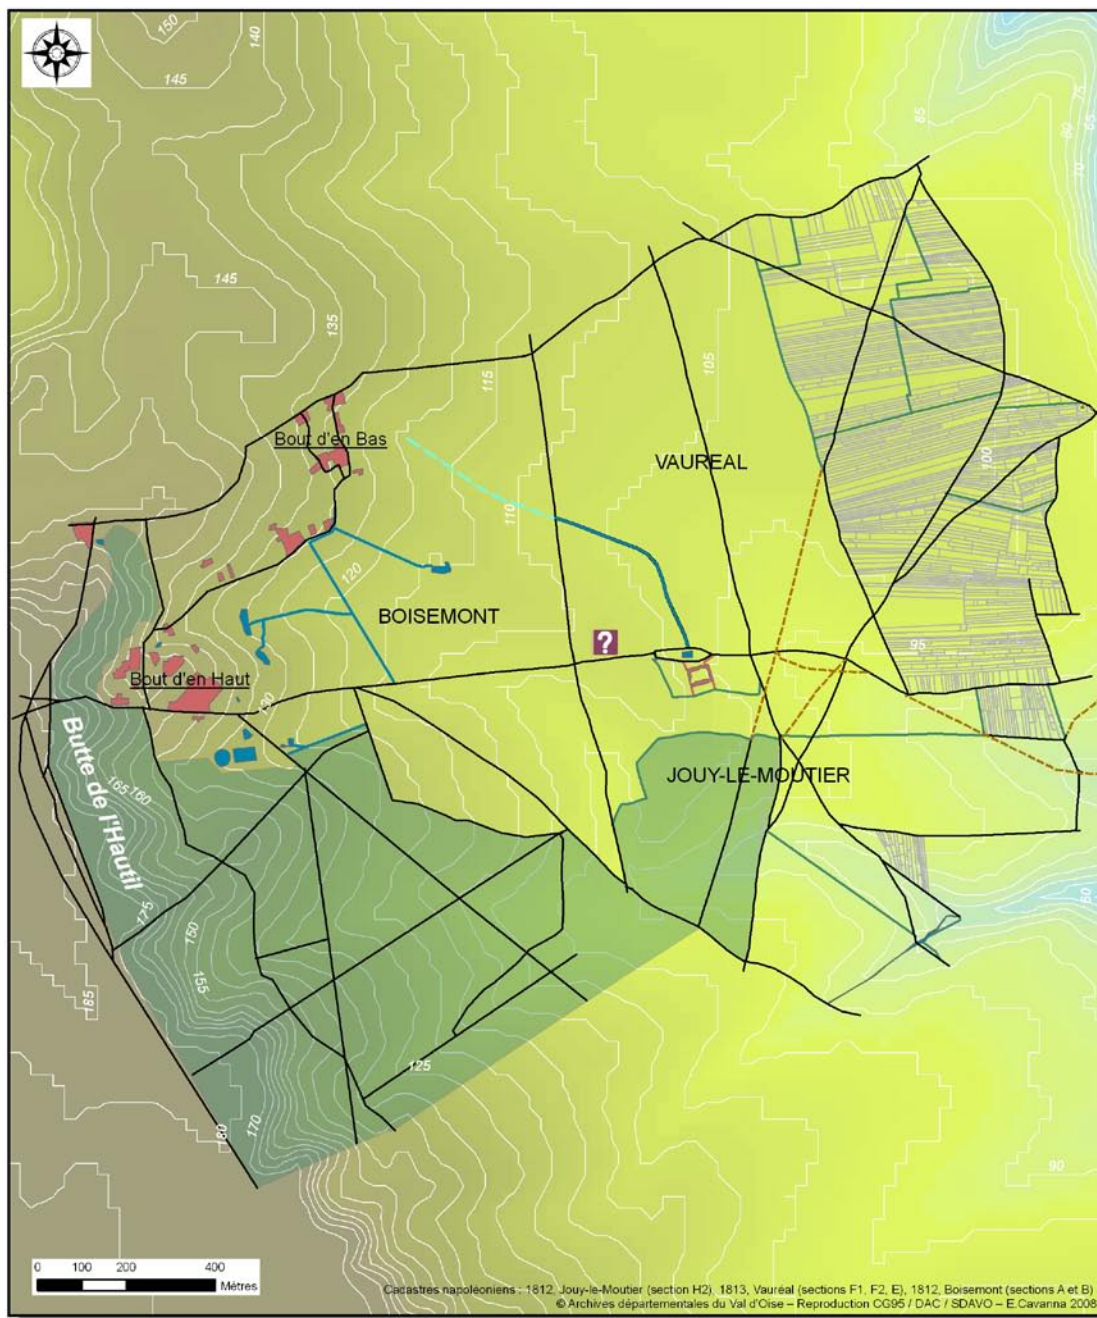 150
140
145
85
75
80
65
70
145
135
115
105
Bout d'en Bas
VAUREAL
100
110
120
BOISEMONT
95
?
Bout d'en Haut
130
Butte de l'Hautil
JOUY-LE-MOUTIER
165
160
175
60
150
155
185
125
180
170
90
0 100 200 400
Mètres
Cadastres napoléoniens : 1812, Jouy-le-Moutier (section H2), 1813, Vauréal (sections F1, F2, E), 1812, Boisemont (sections A et B)
© Archives départementales du Val d'Oise – Reproduction CG95 / DAC / SDAVO – E.Cavanna 2008